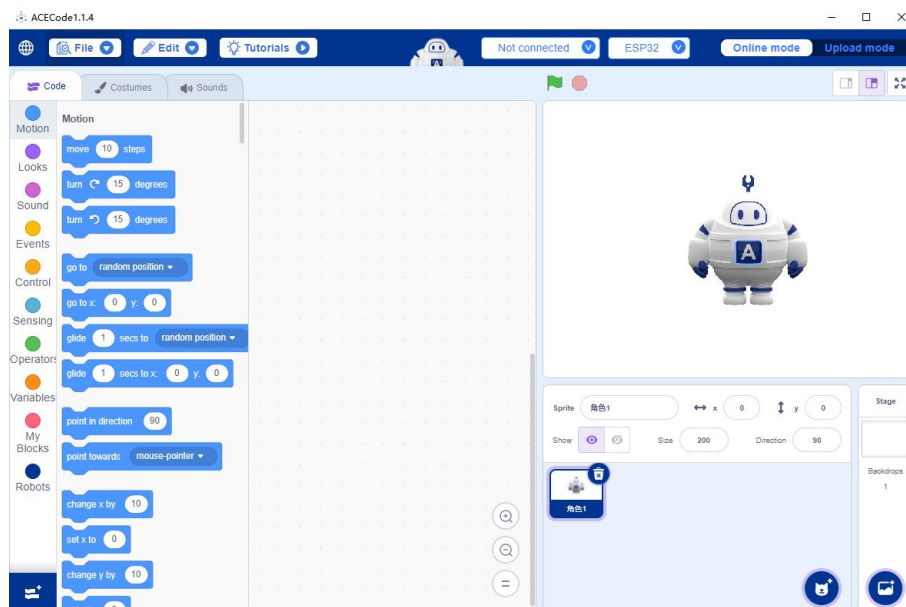 ACECode1.1.4
File Edit Tutorials Not connected ESP32 Online mode Upload mode
Code Costumes Sounds
Motion
Looks
Sound
Events
Control
Sensing
Operators
Variables
My
Blocks
Robots
Motion
move 10 steps
turn 15 degrees
turn 15 degrees
go to random position
go to x: 0 y: 0
glide 1 secs to random position
glide 1 secs to x: 0 y: 0
point in direction 90
point towards mouse-pointer
change x by 10
set x to 0
change y by 10
A
Sprite 角色1 x 0 y 0
Show Size 200 Direction 90
角色1
Stage
Backdrops
1